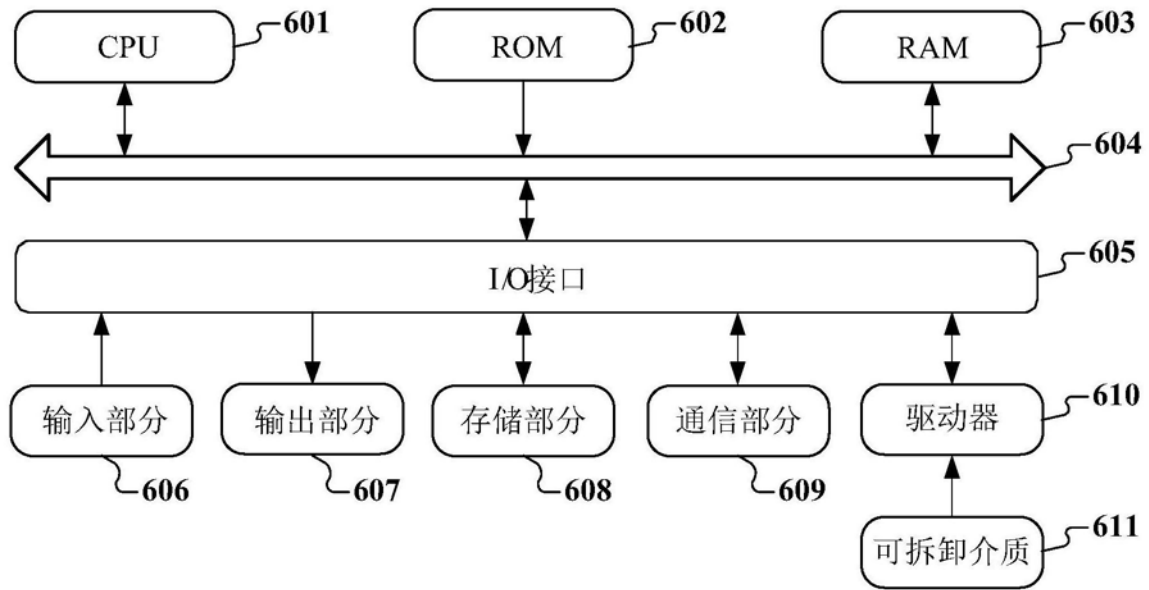 CPU 601
ROM 602
RAM 603
604
I/O接口 605
输入部分 606
输出部分 607
存储部分 608
通信部分 609
驱动器 610
可拆卸介质 611